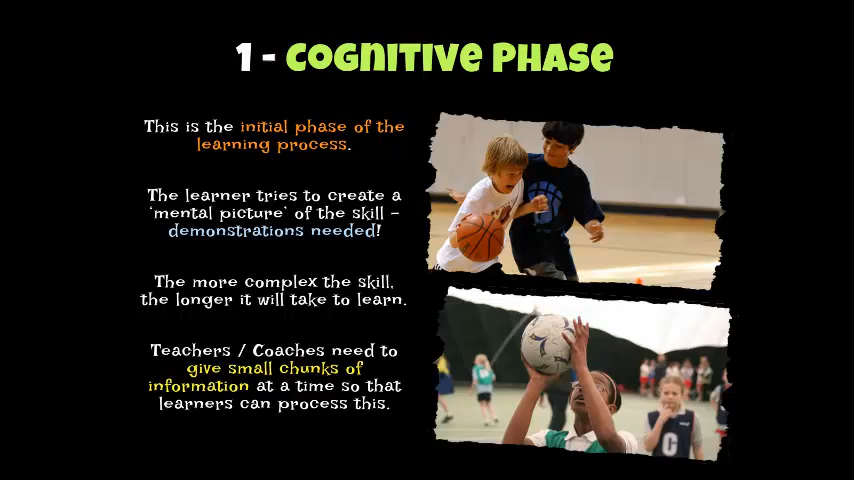 1 - COGNITIVE PHASE
This is the initial phase of the
learning process.
The learner tries to create a
'mental picture' of the skill –
demonstrations needed!
The more complex the skill,
the longer it will take to learn.
Teachers / Coaches need to
give small chunks of
information at a time so that
learners can process this.
C